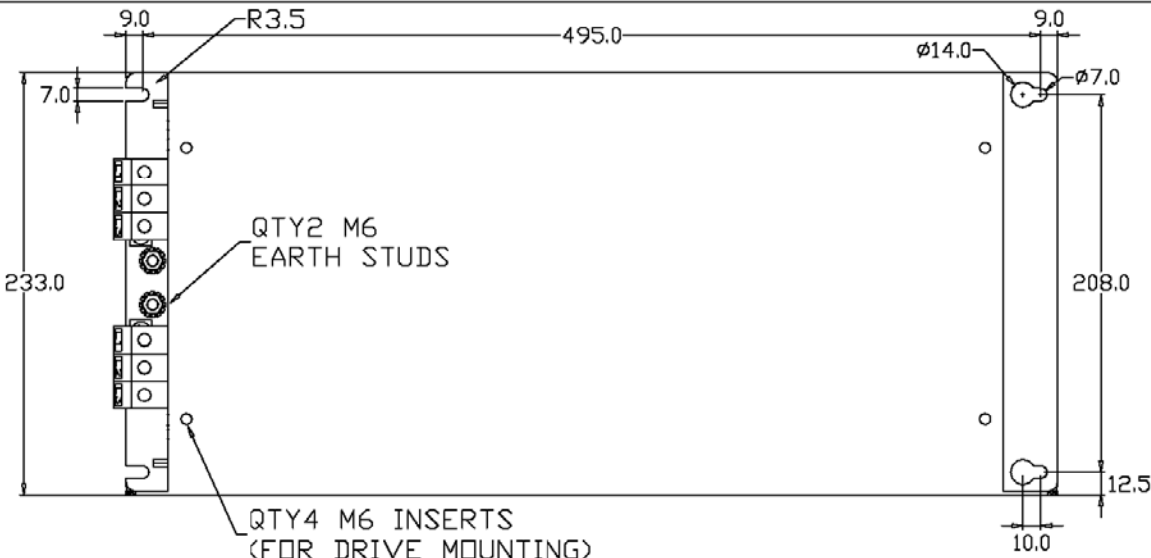 9.0
R3.5
495.0
9.0
ø14.0
ø7.0
7.0
QTY2 M6
EARTH STUDS
233.0
208.0
12.5
QTY4 M6 INSERTS
(FOR DRIVE MOUNTING)
10.0